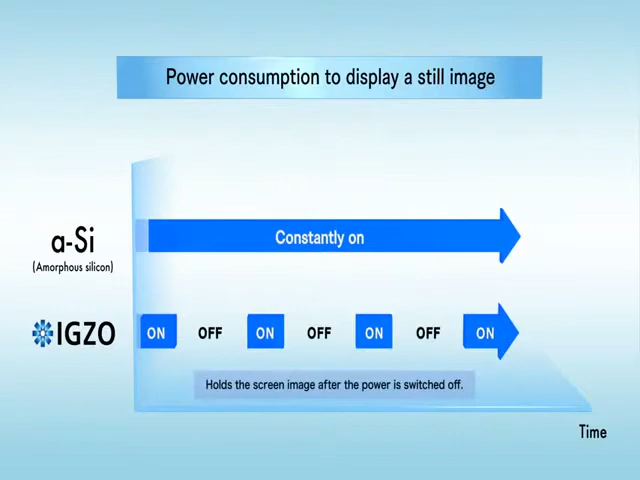 Power consumption to display a still image
a-Si
(Amorphous silicon)
Constantly on
IGZO
ON OFF ON OFF ON OFF ON
Holds the screen image after the power is switched off.
Time